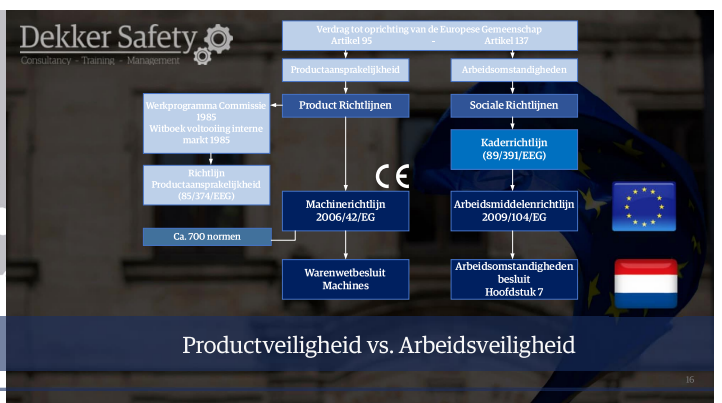 Dekker Safety
Consultancy - Training - Management
Verdrag tot oprichting van de Europese Gemeenschap
Artikel 95 - Artikel 137
Productaansprakelijkheid
Arbeidsomstandigheden
Werkprogramma Commissie
1985
Witboek voltooiing interne
markt 1985
Product Richtlijnen
Sociale Richtlijnen
Kaderrichtlijn
(89/391/EEG)
Richtlijn
Productaansprakelijkheid
(85/374/EEG)
CE
Machinerichtlijn
2006/42/EG
Arbeidsmiddelenrichtlijn
2009/104/EG
Ca. 700 normen
Warenwetbesluit
Machines
Arbeidsomstandigheden
besluit
Hoofdstuk 7
Productveiligheid vs. Arbeidsveiligheid
16